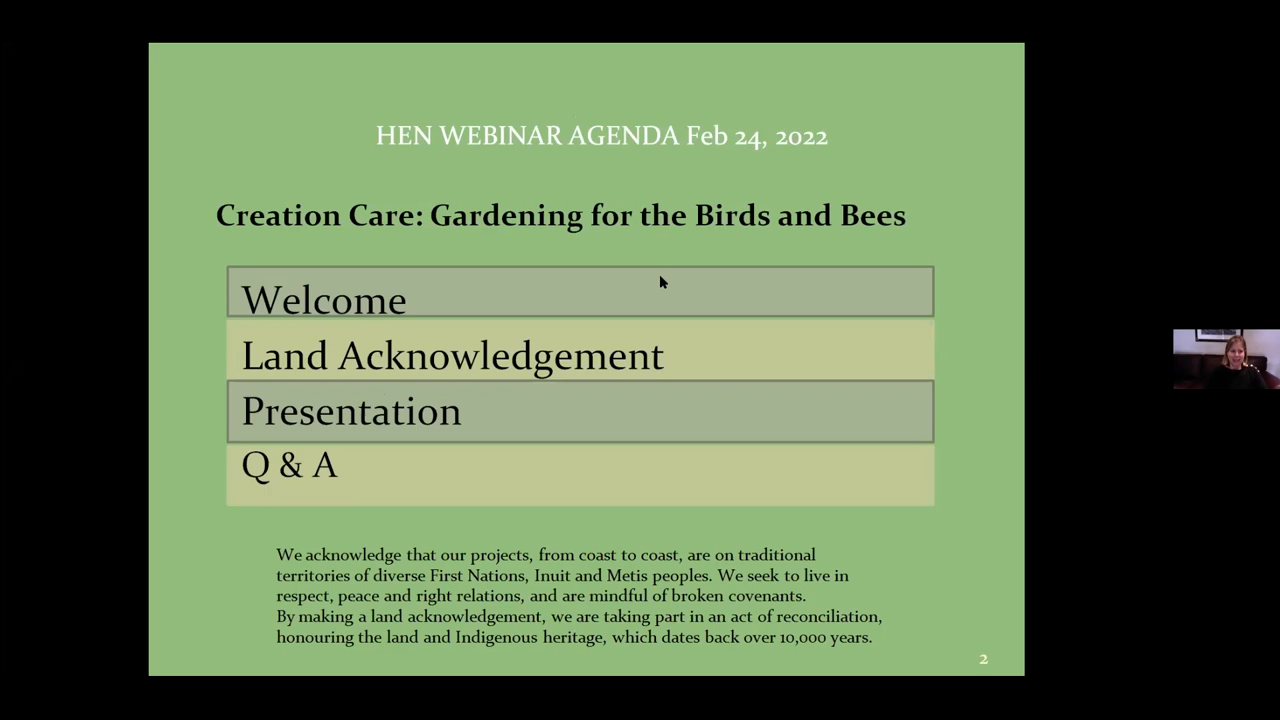 HEN WEBINAR AGENDA Feb 24, 2022
Creation Care: Gardening for the Birds and Bees
Welcome
Land Acknowledgement
Presentation
Q & A
We acknowledge that our projects, from coast to coast, are on traditional
territories of diverse First Nations, Inuit and Metis peoples. We seek to live in
respect, peace and right relations, and are mindful of broken covenants.
By making a land acknowledgement, we are taking part in an act of reconciliation,
honouring the land and Indigenous heritage, which dates back over 10,000 years.
2